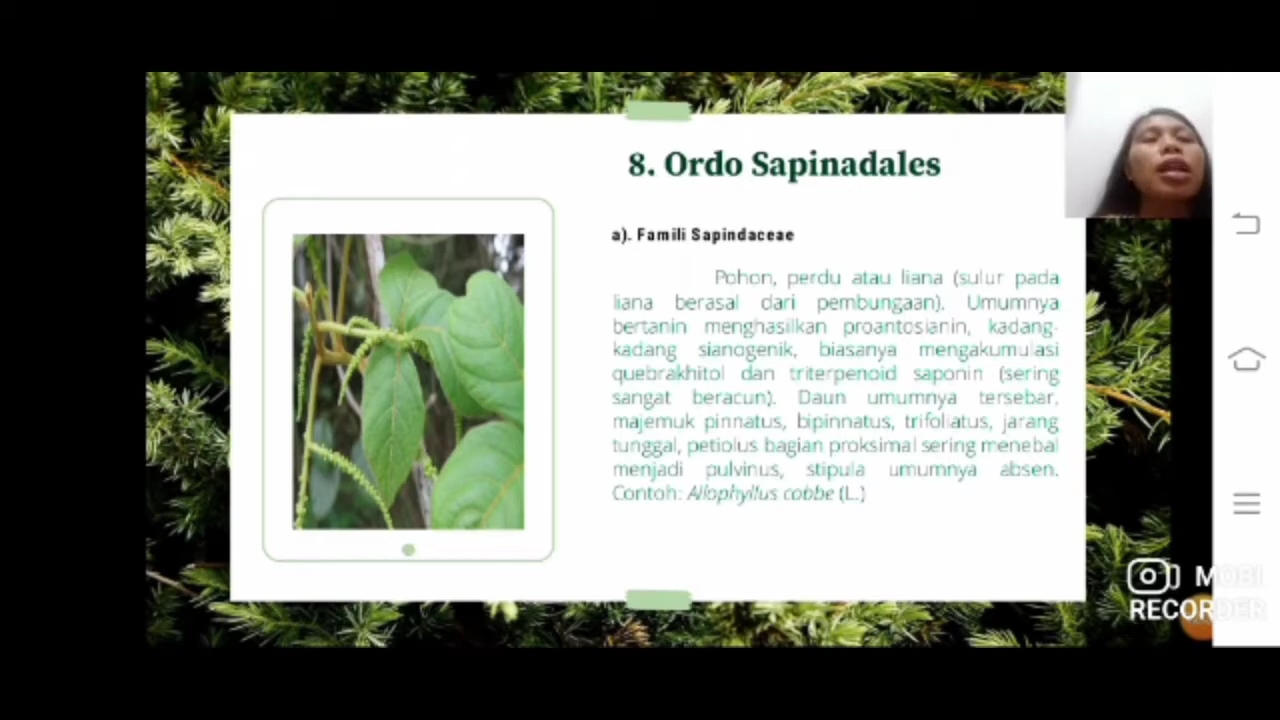 8. Ordo Sapinadales
a). Famili Sapindaceae
Pohon, perdu atau liana (sulur pada
liana berasal dari pembungaan). Umumnya
bertanin menghasilkan proantosianin, kadang-
kadang sianogenik, biasanya mengakumulasi
quebrakhitol dan triterpenoid saponin (sering
sangat beracun). Daun umumnya tersebar,
majemuk pinnatus, bipinnatus, trifoliatus, jarang
tunggal, petiolus bagian proksimal sering menebal
menjadi pulvinus, stipula umumnya absen.
Contoh: Allophyllus cobbe (L.)
MOBI
RECORDER